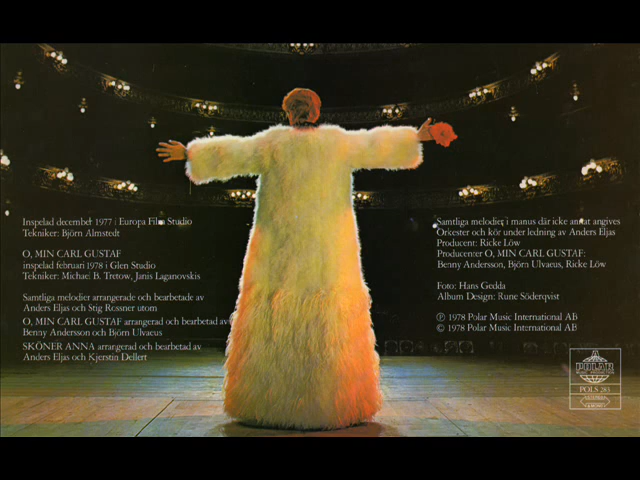 Inspelad december 1977 i Europa Film Studio
Tekniker: Björn Almstedt
O, MIN CARL GUSTAF
inspelad februari 1978 i Glen Studio
Tekniker: Michael B. Tretow, Janis Laganovskis
Samtliga melodier arrangerade och bearbetade av
Anders Eljas och Stig Rossner utom
O, MIN CARL GUSTAF arrangerad och bearbetad av
Benny Andersson och Björn Ulvaeus
SKÖNER ANNA arrangerad och bearbetad av
Anders Eljas och Kjerstin Dellert
Samtliga melodier i manus där icke annat angives
Orkester och kör under ledning av Anders Eljas
Producent: Ricke Löw
Producenter O, MIN CARL GUSTAF:
Benny Andersson, Björn Ulvaeus, Ricke Löw
Foto: Hans Gedda
Album Design: Rune Söderqvist
℗ 1978 Polar Music International AB
© 1978 Polar Music International AB
POLAR
POLS 283